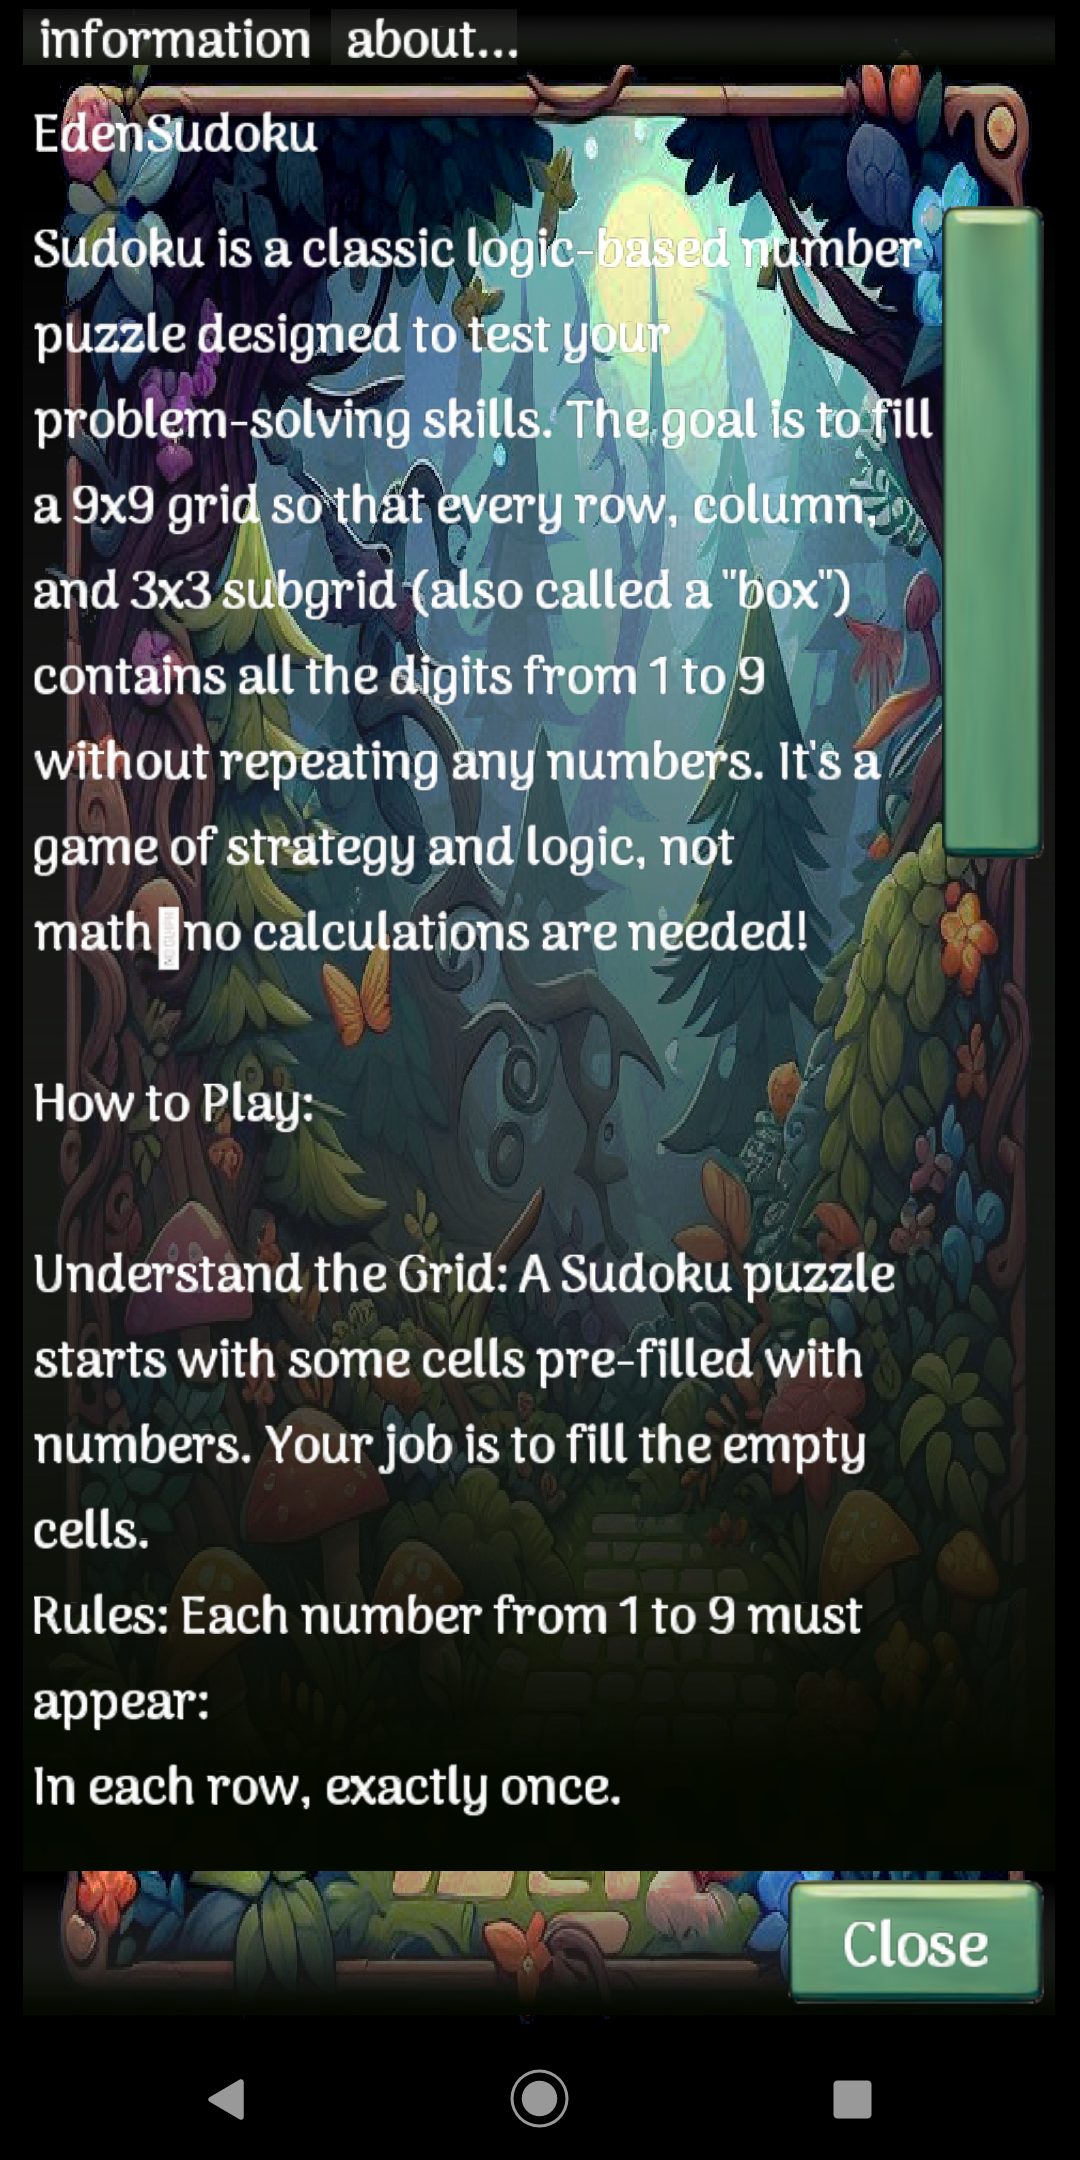 information about...
EdenSudoku
Sudoku is a classic logic-based number
puzzle designed to test your
problem-solving skills. The goal is to fill
a 9x9 grid so that every row, column,
and 3x3 subgrid (also called a "box")
contains all the digits from 1 to 9
without repeating any numbers. It's a
game of strategy and logic, not
math no calculations are needed!
How to Play:
Understand the Grid: A Sudoku puzzle
starts with some cells pre-filled with
numbers. Your job is to fill the empty
cells.
Rules: Each number from 1 to 9 must
appear:
In each row, exactly once.
Close